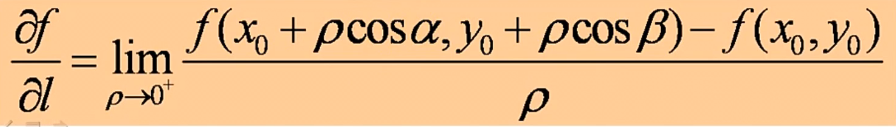 ∂f/∂l = lim_{ρ→0⁺} (f(x₀ + ρcosα, y₀ + ρcosβ) − f(x₀, y₀))/ρ